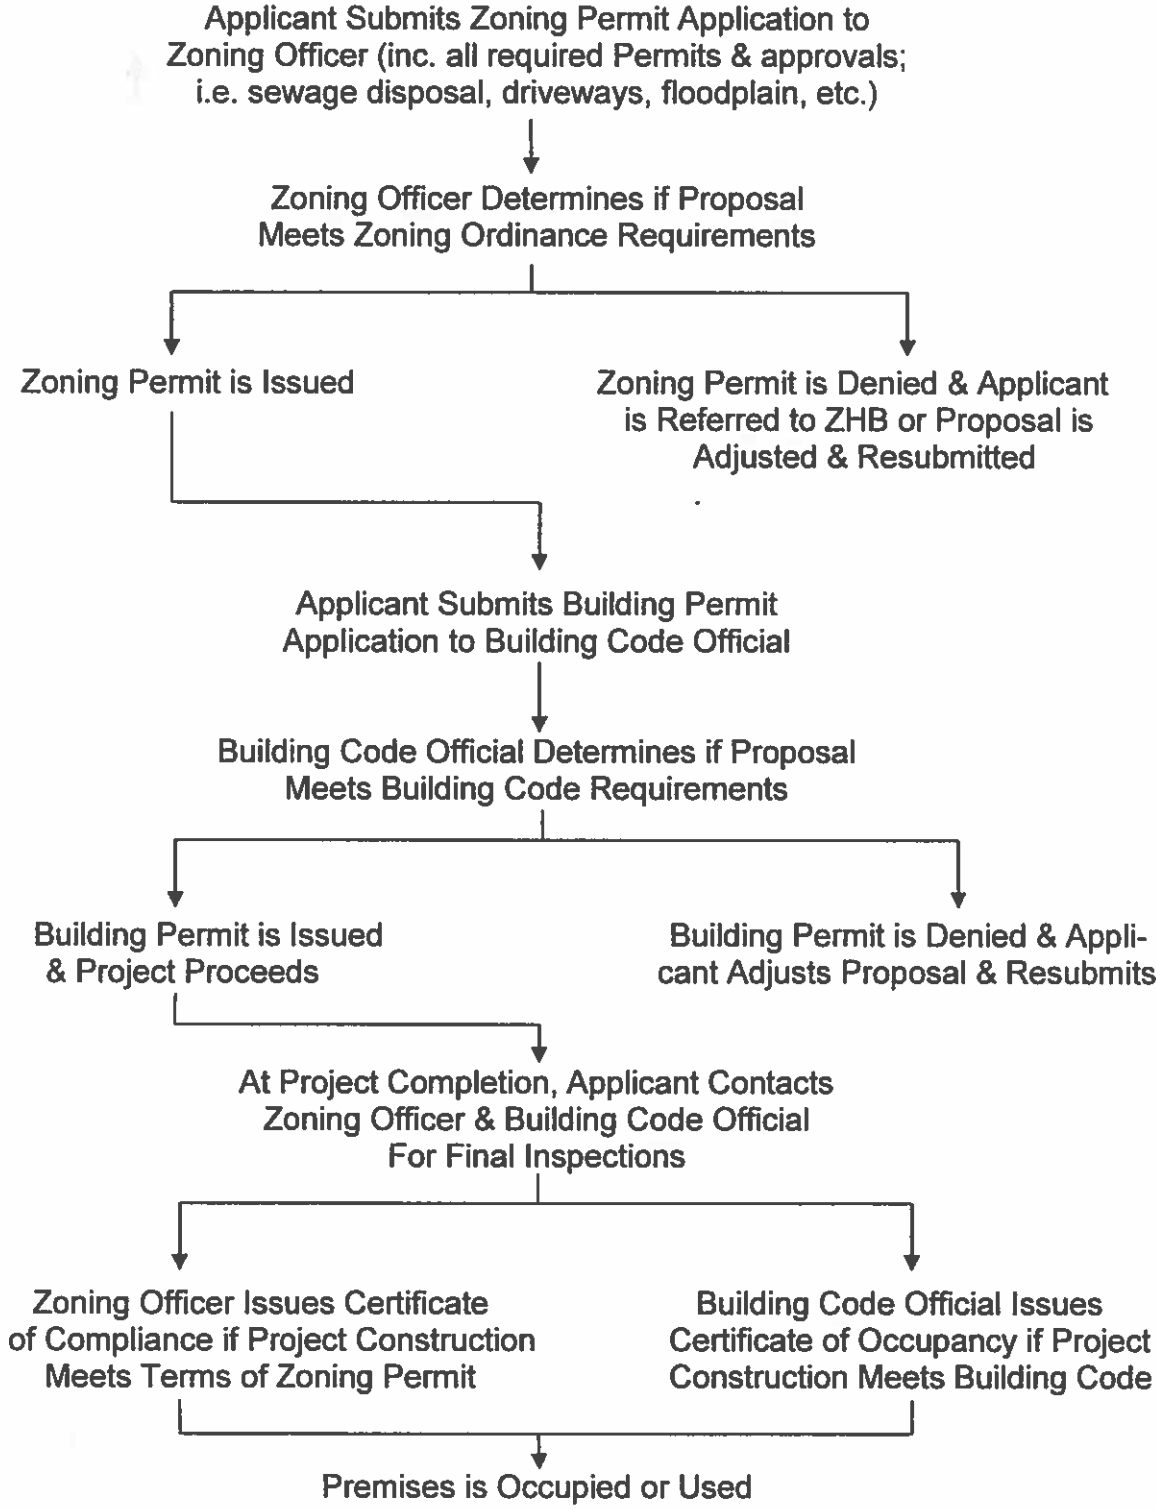 Applicant Submits Zoning Permit Application to
Zoning Officer (inc. all required Permits & approvals;
i.e. sewage disposal, driveways, floodplain, etc.)
Zoning Officer Determines if Proposal
Meets Zoning Ordinance Requirements
Zoning Permit is Issued
Zoning Permit is Denied & Applicant
is Referred to ZHB or Proposal is
Adjusted & Resubmitted
Applicant Submits Building Permit
Application to Building Code Official
Building Code Official Determines if Proposal
Meets Building Code Requirements
Building Permit is Issued
& Project Proceeds
Building Permit is Denied & Appli-
cant Adjusts Proposal & Resubmits
At Project Completion, Applicant Contacts
Zoning Officer & Building Code Official
For Final Inspections
Zoning Officer Issues Certificate
of Compliance if Project Construction
Meets Terms of Zoning Permit
Building Code Official Issues
Certificate of Occupancy if Project
Construction Meets Building Code
Premises is Occupied or Used